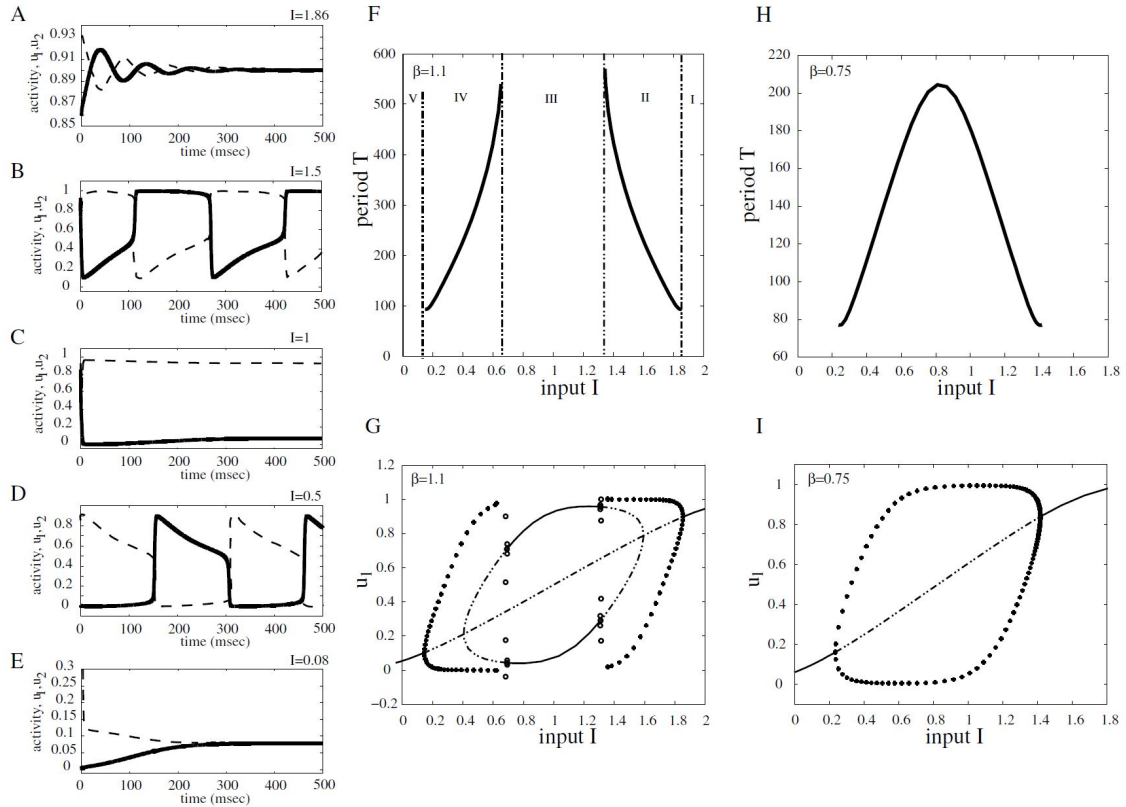 A
I=1.86
0.93
0.91
0.89
0.87
0.85
activity, u1,u2
0 100 200 300 400 500
time (msec)
B
I=1.5
1
0.8
0.6
0.4
0.2
0
activity, u1,u2
0 100 200 300 400 500
time (msec)
C
I=1
1
0.8
0.6
0.4
0.2
0
activity, u1,u2
0 100 200 300 400 500
time (msec)
D
I=0.5
0.8
0.6
0.4
0.2
0
activity, u1,u2
0 100 200 300 400 500
time (msec)
E
I=0.08
0.3
0.25
0.2
0.15
0.1
0.05
0
activity, u1,u2
0 100 200 300 400 500
time (msec)
F
β=1.1
600
500
400
300
200
100
0
period T
V IV III II I
0 0.2 0.4 0.6 0.8 1 1.2 1.4 1.6 1.8 2
input I
G
β=1.1
1.2
1
0.8
0.6
0.4
0.2
0
−0.2
u1
0 0.2 0.4 0.6 0.8 1 1.2 1.4 1.6 1.8 2
input I
H
β=0.75
220
200
180
160
140
120
100
80
60
period T
0 0.2 0.4 0.6 0.8 1 1.2 1.4 1.6 1.8
input I
I
β=0.75
1.2
1
0.8
0.6
0.4
0.2
0
u1
0 0.2 0.4 0.6 0.8 1 1.2 1.4 1.6 1.8
input I